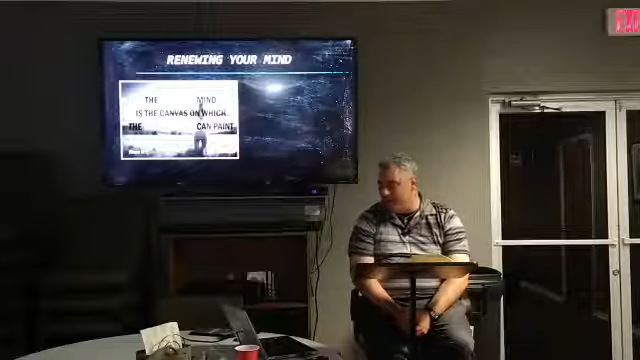 RENEWING YOUR MIND
THE MIND
IS THE CANVAS ON WHICH
THE CAN PAINT
EXIT